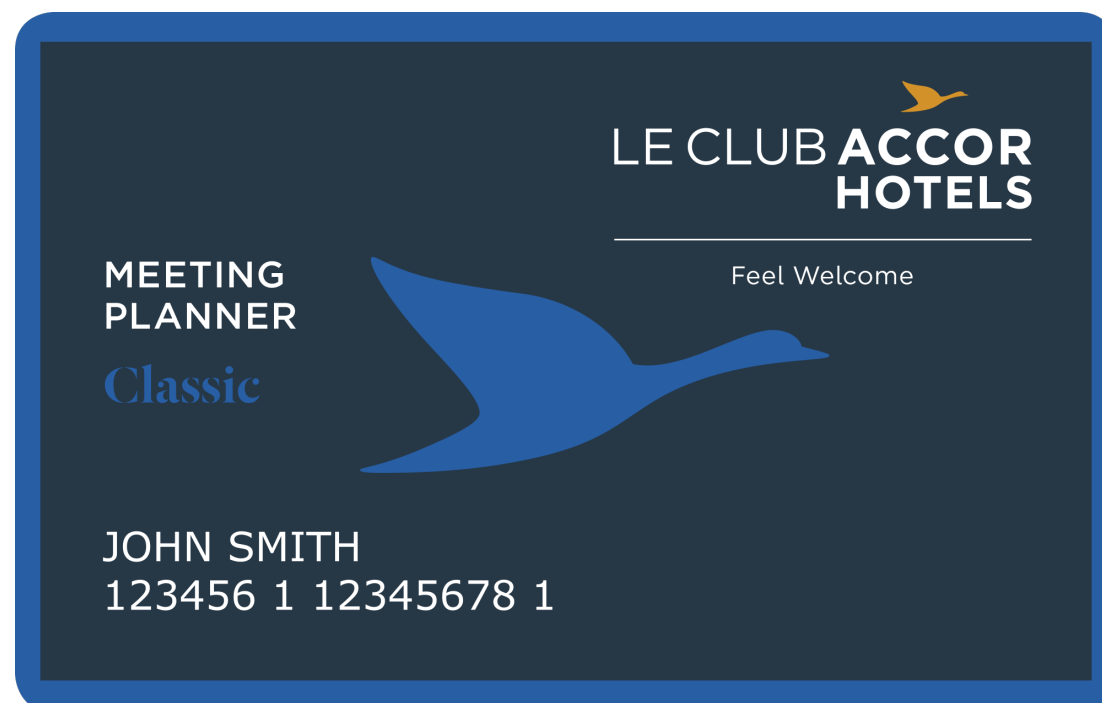 LE CLUB ACCOR
HOTELS
Feel Welcome
MEETING
PLANNER
Classic
JOHN SMITH
123456 1 12345678 1